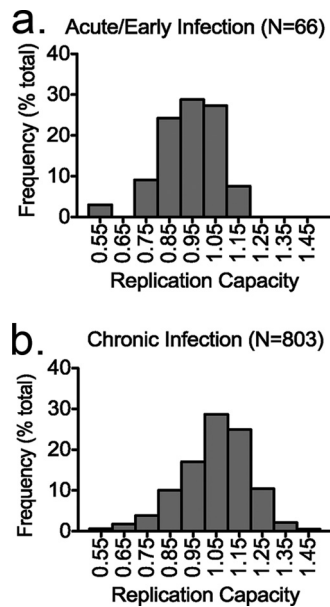 a. Acute/Early Infection (N=66)
Frequency (% total)
40
30
20
10
0
0.55 0.65 0.75 0.85 0.95 1.05 1.15 1.25 1.35 1.45
Replication Capacity
b. Chronic Infection (N=803)
Frequency (% total)
40
30
20
10
0
0.55 0.65 0.75 0.85 0.95 1.05 1.15 1.25 1.35 1.45
Replication Capacity